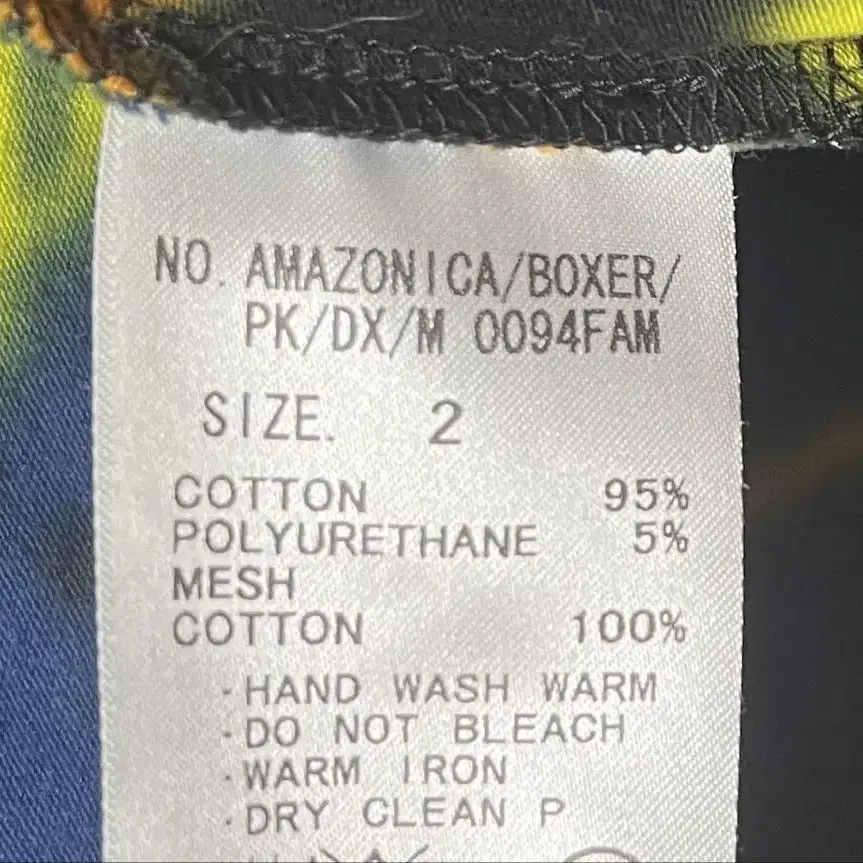 NO. AMAZONICA/BOXER/
PK/DX/M 0094FAM
SIZE. 2
COTTON 95%
POLYURETHANE 5%
MESH
COTTON 100%
·HAND WASH WARM
·DO NOT BLEACH
·WARM IRON
·DRY CLEAN P